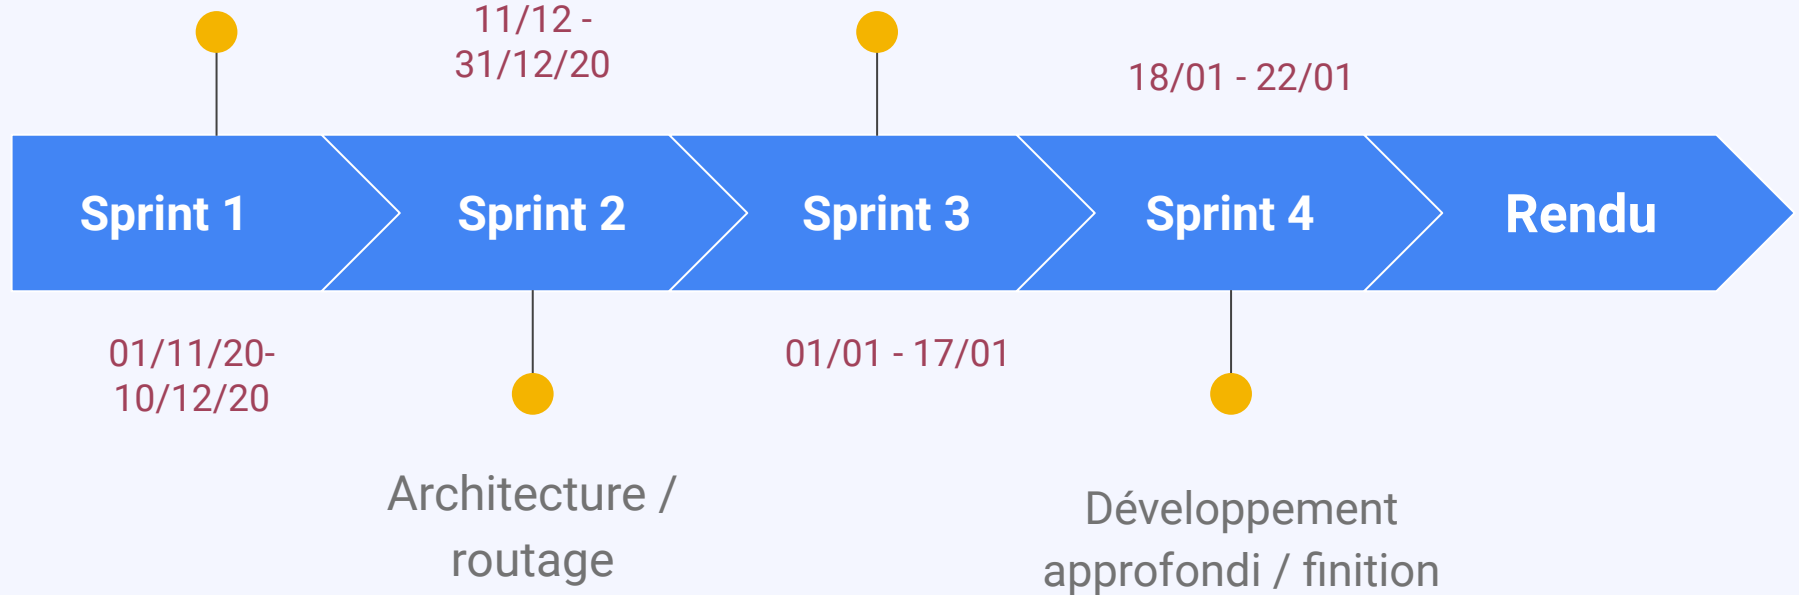 11/12 -
31/12/20
18/01 - 22/01
Sprint 1
Sprint 2
Sprint 3
Sprint 4
Rendu
01/11/20-
10/12/20
01/01 - 17/01
Architecture /
routage
Développement
approfondi / finition